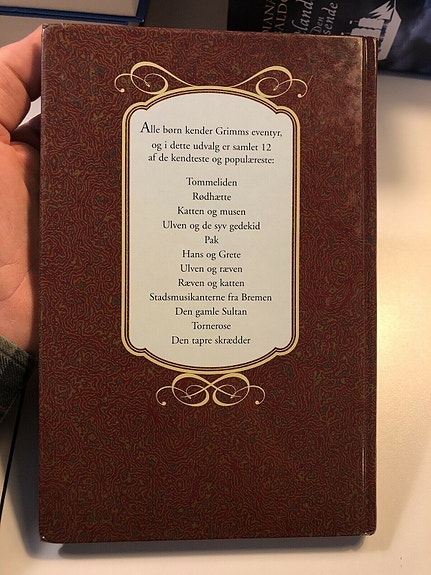 Alle børn kender Grimms eventyr,
og i dette udvalg er samlet 12
af de kendteste og populæreste:
Tommeliden
Rødhætte
Katten og musen
Ulven og de syv gedekid
Pak
Hans og Grete
Ulven og ræven
Ræven og katten
Stadsmusikanterne fra Bremen
Den gamle Sultan
Tornerose
Den tapre skrædder